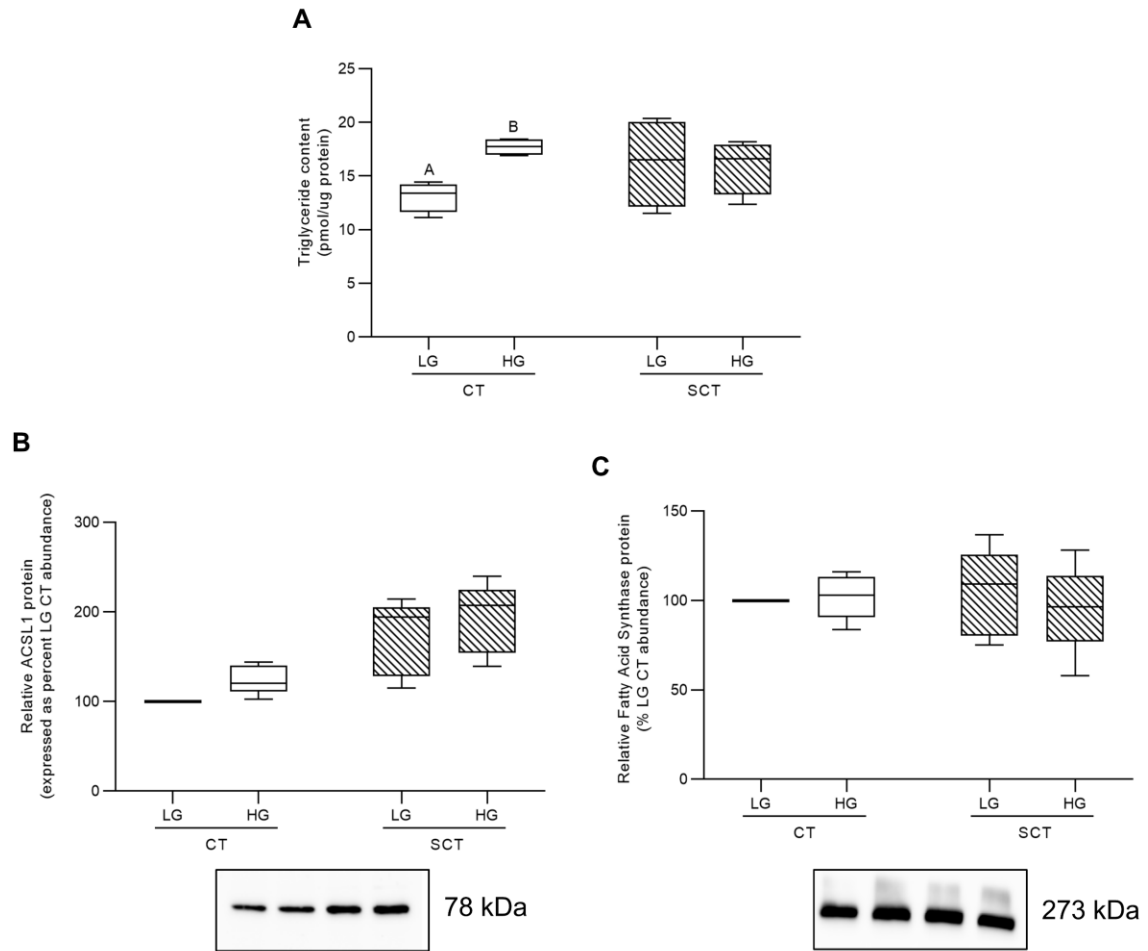 A
Triglyceride content
(pmol/ug protein)
25
20
15
10
5
0
A
B
LG
HG
LG
HG
CT
SCT
B
Relative ACSL1 protein
(expressed as percent LG CT abundance)
300
200
100
0
LG
HG
LG
HG
CT
SCT
78 kDa
C
Relative Fatty Acid Synthase protein
(% LG CT abundance)
150
100
50
0
LG
HG
LG
HG
CT
SCT
273 kDa